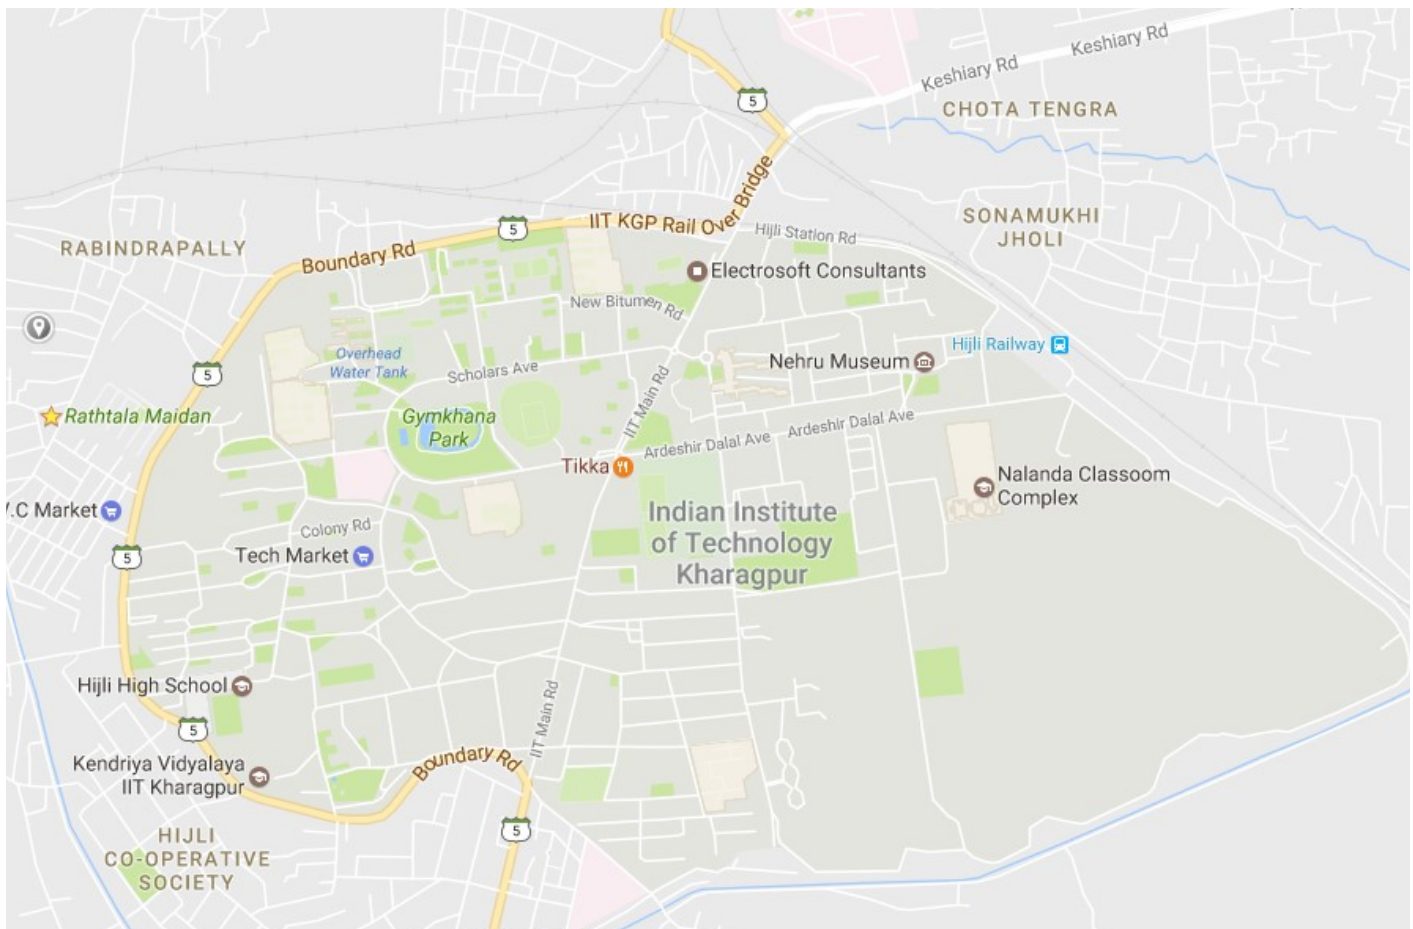 Keshiary Rd
Keshiary Rd
5
CHOTA TENGRA
IIT KGP Rail Over Bridge
5
SONAMUKHI
JHOLI
Hijli Station Rd
RABINDRAPALLY
Boundary Rd
Electrosoft Consultants
New Bitumen Rd
Overhead
Water Tank
Hijli Railway
Nehru Museum
5
Scholars Ave
IIT Main Rd
Rathtala Maidan
Gymkhana
Park
Ardeshir Dalal Ave
Ardeshir Dalal Ave
Tikka
Nalanda Classoom
Complex
.C Market
Indian Institute
of Technology
Kharagpur
Colony Rd
Tech Market
5
Hijli High School
IIT Main Rd
5
Boundary Rd
Kendriya Vidyalaya
IIT Kharagpur
5
HIJLI
CO-OPERATIVE
SOCIETY